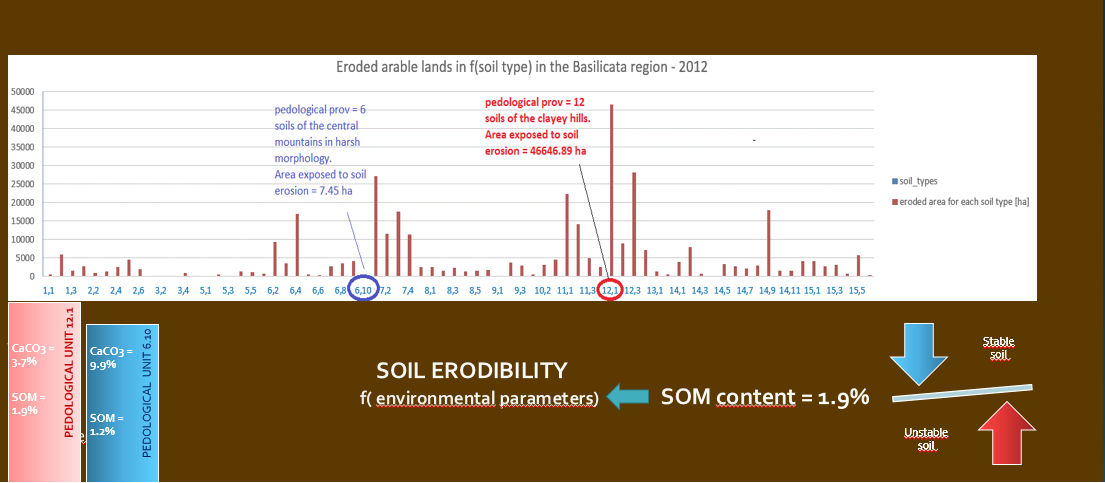 Eroded arable lands in f(soil type) in the Basilicata region - 2012
50000
45000
40000
35000
30000
25000
20000
15000
10000
5000
0
pedological prov = 6
soils of the central
mountains in harsh
morphology.
Area exposed to soil
erosion = 7.45 ha
pedological prov = 12
soils of the clayey hills.
Area exposed to soil
erosion = 46646.89 ha
-
soil_types
eroded area for each soil type [ha]
1,1 1,3 2,2 2,4 2,6 3,2 3,4 5,1 5,3 5,5 6,2 6,4 6,6 6,8 6,10 7,2 7,4 8,1 8,3 8,5 9,1 9,3 10,2 11,1 11,3 12,1 12,3 13,1 14,1 14,3 14,5 14,7 14,9 14,11 15,1 15,3 15,5
CaCO3 =
3.7%
SOM =
1.9%
PEDOLOGICAL UNIT 12.1
CaCO3 =
9.9%
SOM =
1.2%
PEDOLOGICAL UNIT 6.10
SOIL ERODIBILITY
f( environmental parameters)
SOM content = 1.9%
Stable
soil
Unstable
soil